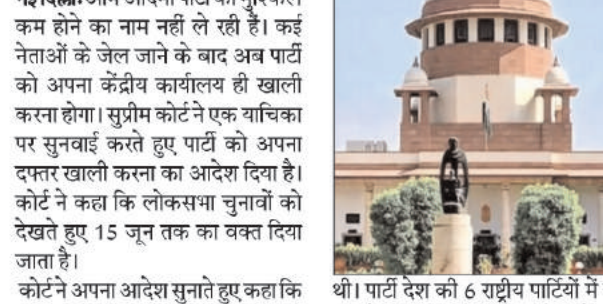 कम होने का नाम नहीं ले रही हैं। कई
नेताओं के जेल जाने के बाद अब पार्टी
को अपना केंद्रीय कार्यालय ही खाली
करना होगा। सुप्रीम कोर्ट ने एक याचिका
पर सुनवाई करते हुए पार्टी को अपना
दफ्तर खाली करना का आदेश दिया है।
कोर्ट ने कहा कि लोकसभा चुनावों को
देखते हुए 15 जून तक का वक्त दिया
जाता है।
कोर्ट ने अपना आदेश सुनाते हुए कहा कि
थी। पार्टी देश की 6 राष्ट्रीय पार्टियों में